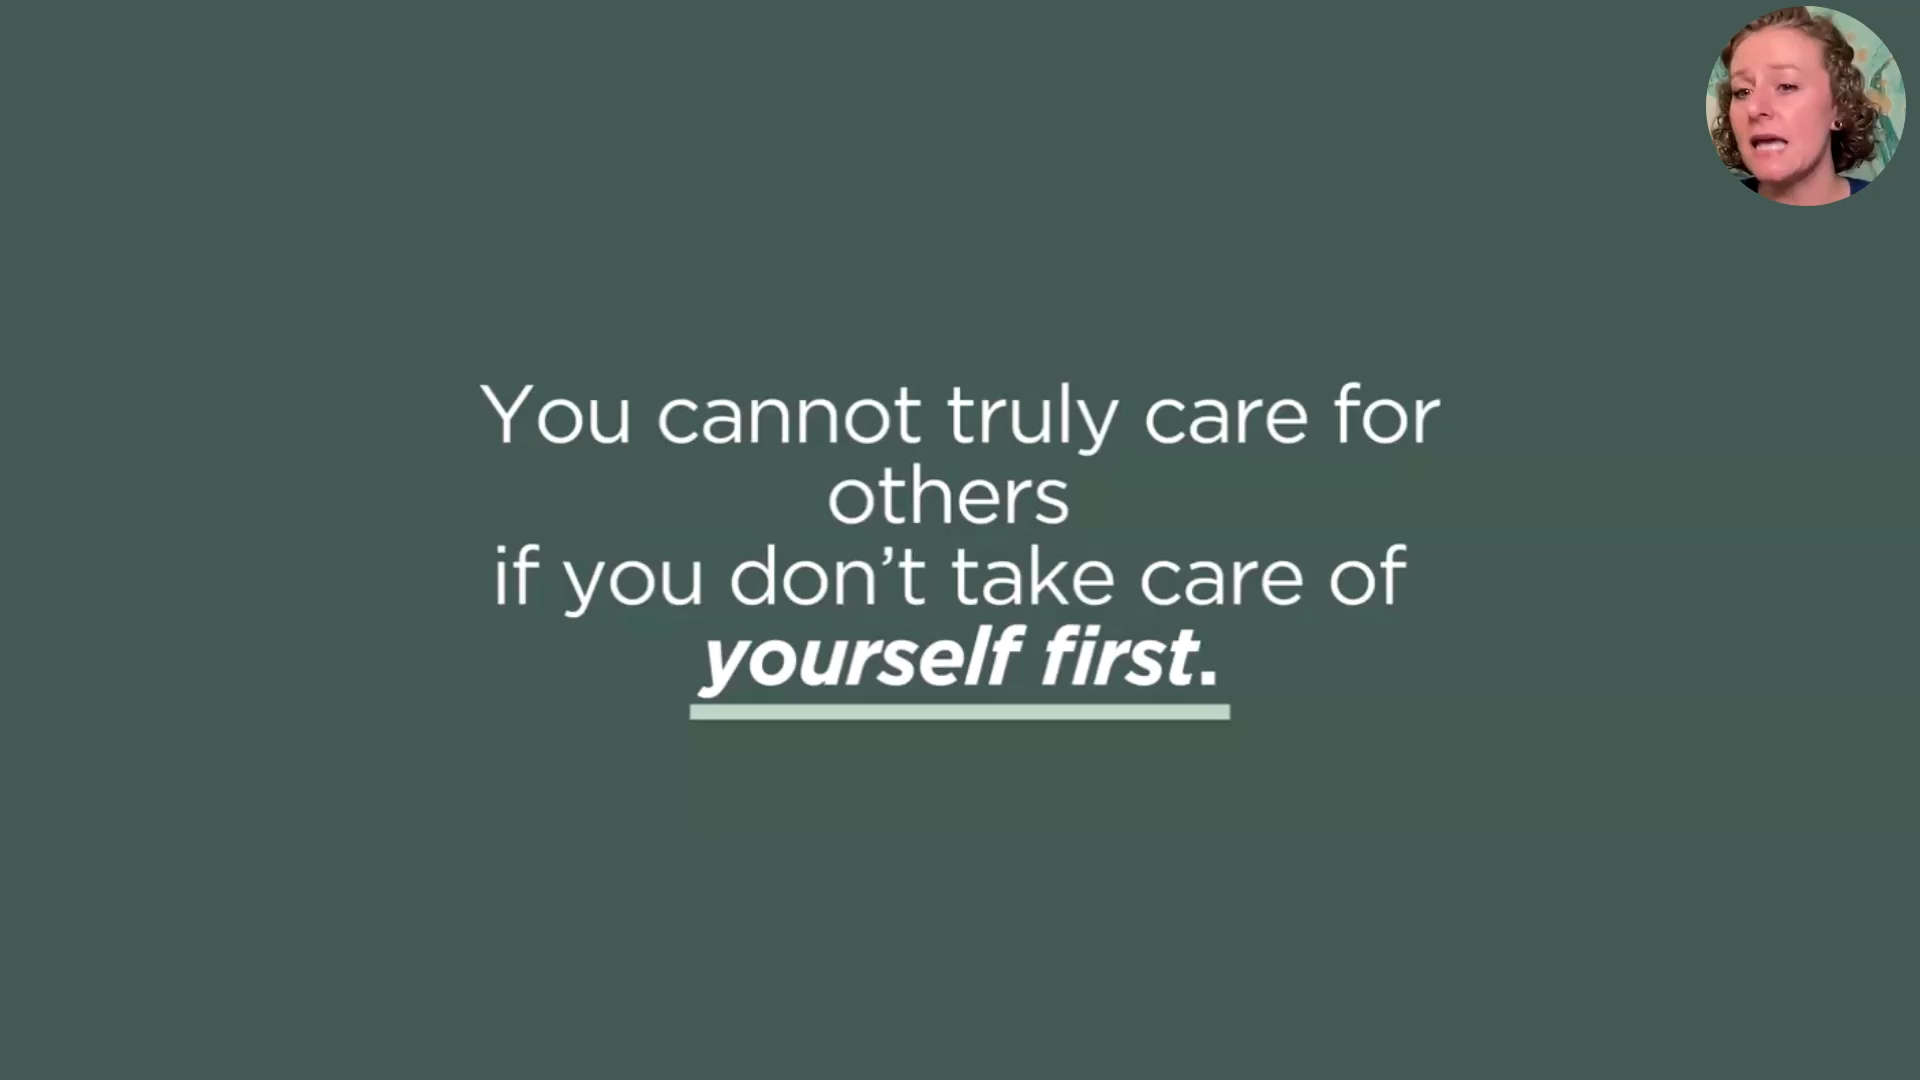 You cannot truly care for
others
if you don’t take care of
yourself first.